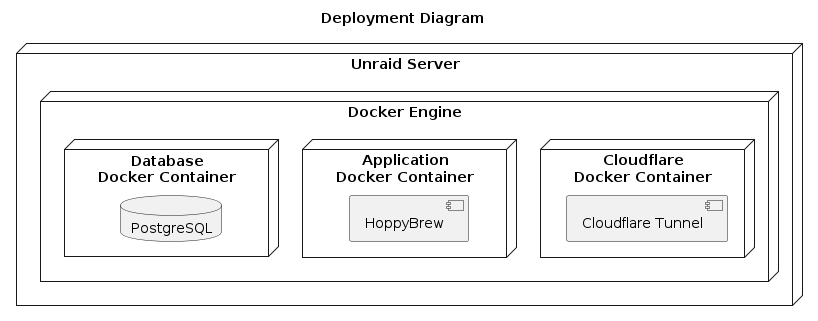 Deployment Diagram
Unraid Server
Docker Engine
Database
Docker Container
PostgreSQL
Application
Docker Container
HoppyBrew
Cloudflare
Docker Container
Cloudflare Tunnel